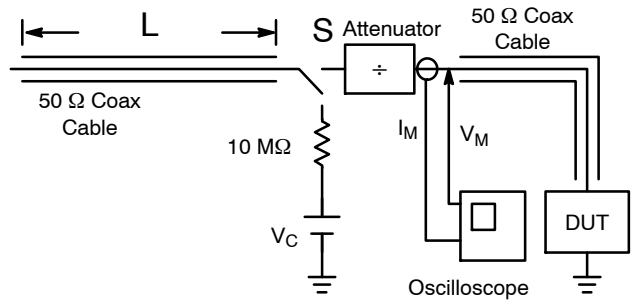 L
S
Attenuator
÷
50 Ω Coax
Cable
50 Ω Coax
Cable
10 MΩ
I_M
V_M
V_C
DUT
Oscilloscope